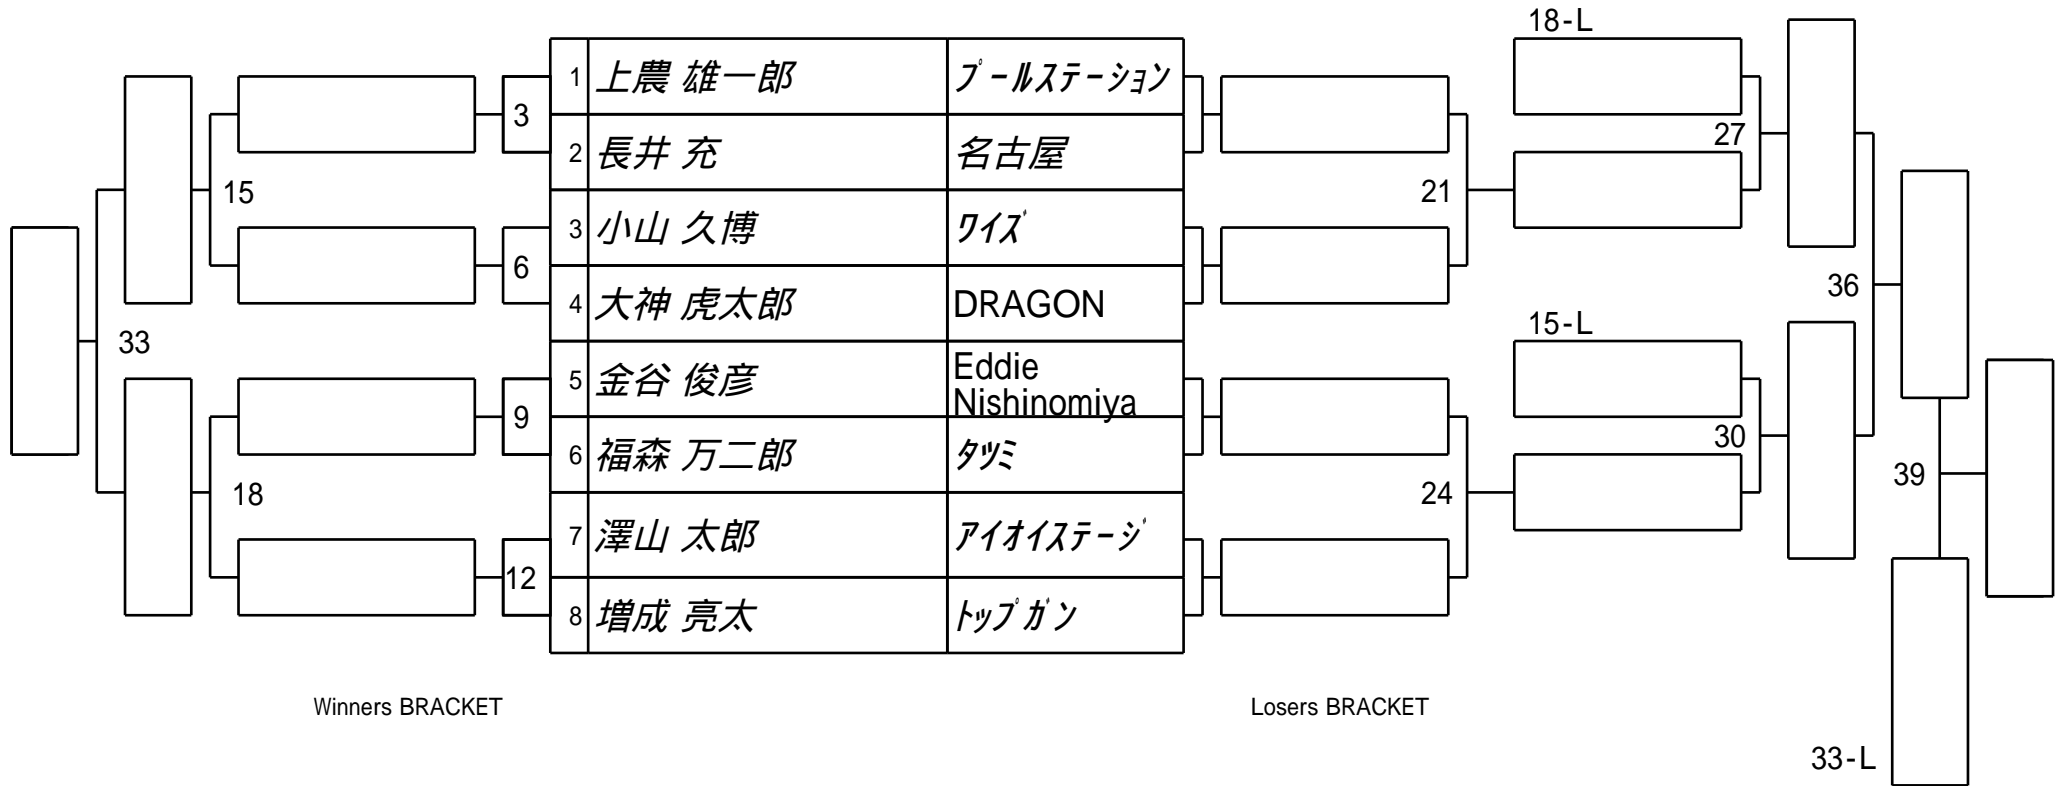 18-L
1 上農 雄一郎 プールステーション
3
27
2 長井 充 名古屋
15
21
3 小山 久博 ワイズ
6
4 大神 虎太郎 DRAGON
36
33
15-L
5 金谷 俊彦 Eddie
Nishinomiya
9
30
6 福森 万二郎 タツミ
18
24
39
7 澤山 太郎 アイオイステージ
12
8 増成 亮太 トップガン
Winners BRACKET
Losers BRACKET
33-L